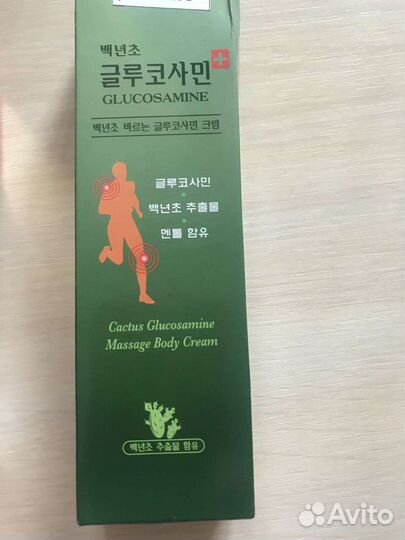 백년초
글루코사민
GLUCOSAMINE
백년초 바르는 글루코사민 크림
글루코사민
백년초 추출물
멘톨 함유
Cactus Glucosamine
Massage Body Cream
백년초 추출물 함유
Avito